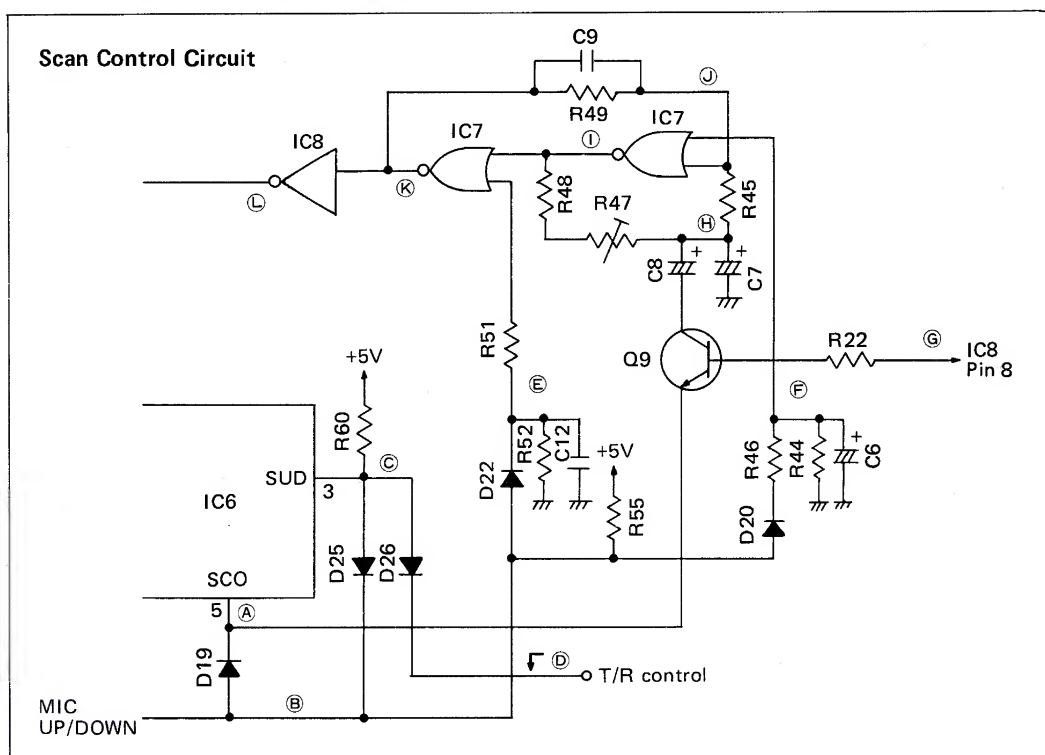 Scan Control Circuit
C9
Ⓙ
R49
IC8
IC7
Ⓘ
IC7
Ⓚ
Ⓛ
R48
R47
Ⓗ
R45
C8
+
+
C7
R51
Q9
R22
Ⓖ
IC8
Pin 8
+5V
Ⓔ
Ⓕ
R60
Ⓒ
R52
C12
+5V
R46
R44
+
C6
SUD
3
D22
R55
IC6
D20
D25
D26
SCO
5
Ⓐ
D19
Ⓓ
T/R control
MIC
UP/DOWN
Ⓑ